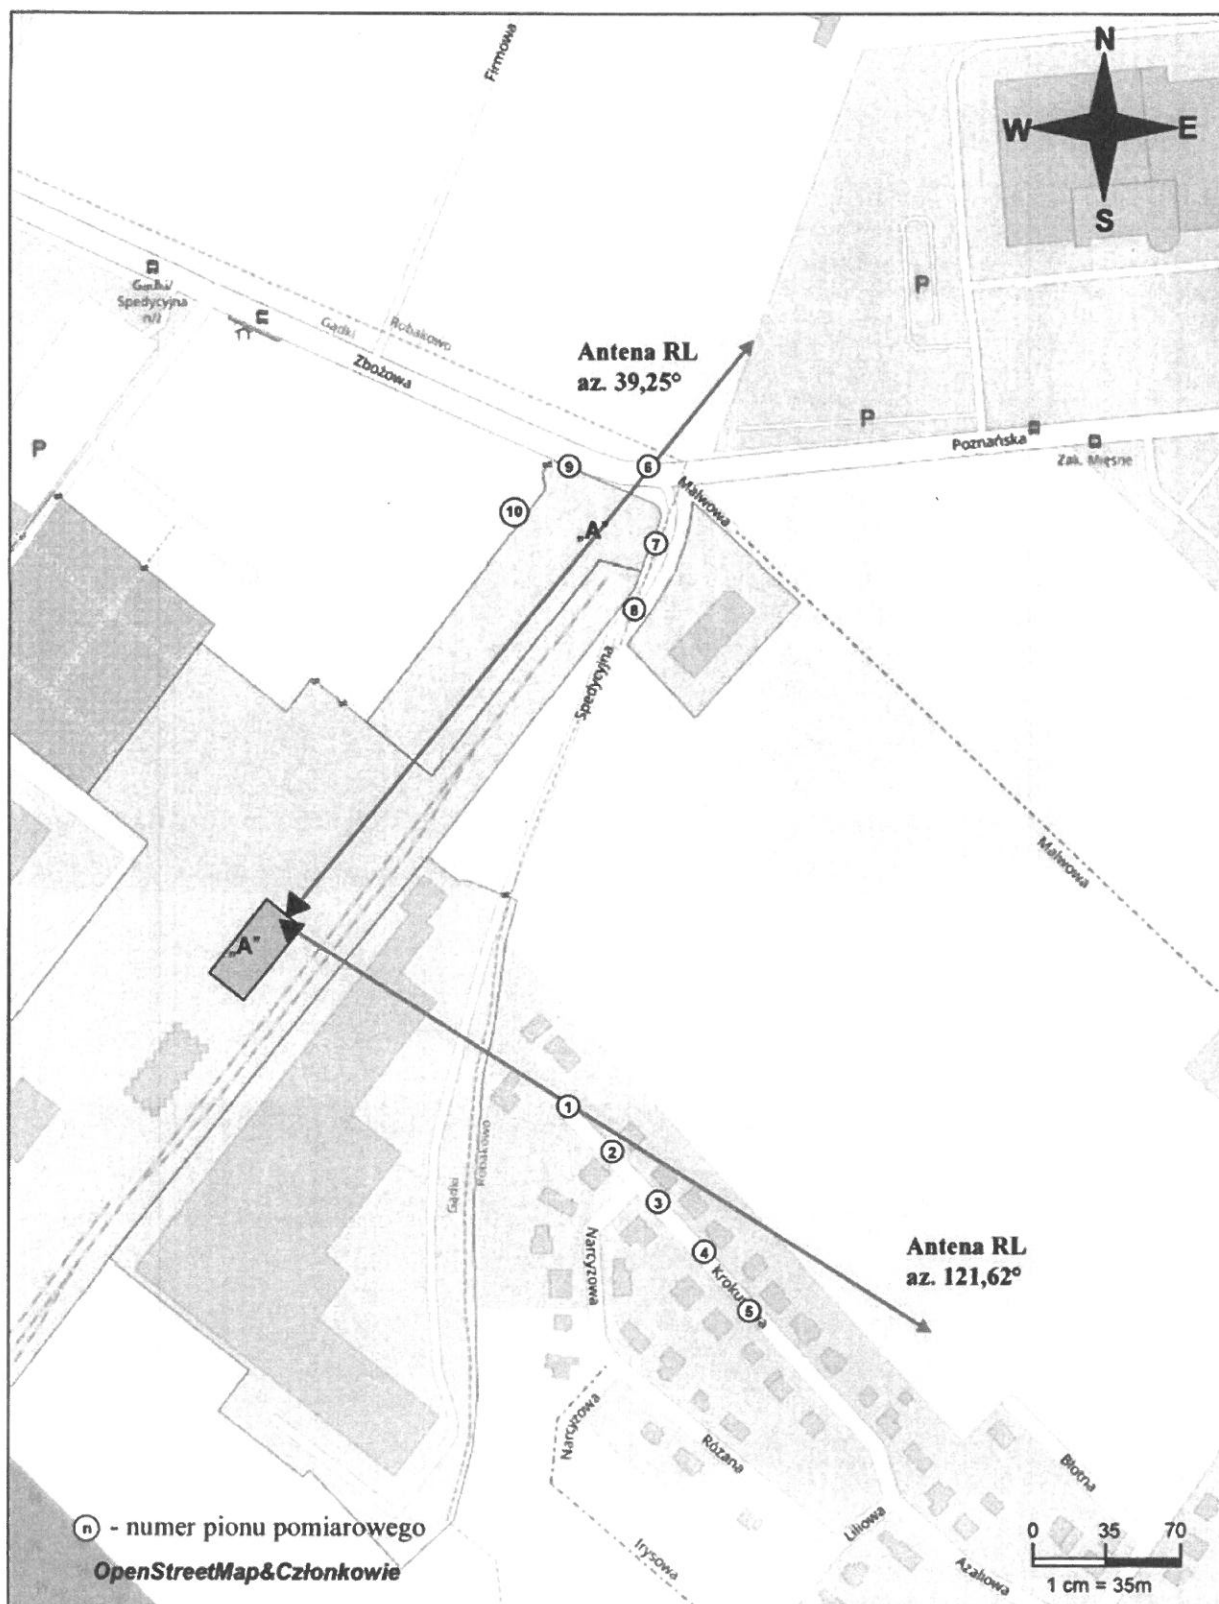 N
W E
S
Firmowa
Spedycyjna
n/ż
Gądki
Robakowo
Zbożowa
Antena RL
az. 39,25°
P
P
P
Poznańska
Zak. Mięsne
9
6
10
„A”
Malwowa
7
8
Spedycyjna
Malwowa
„A”
1
2
Gądki
Robakowo
3
4
Narcyzowa
5
Antena RL
az. 121,62°
Narcyzowa
Różana
Błotna
Liliowa
Irysowa
Azaliowa
n - numer pionu pomiarowego
OpenStreetMap&Członkowie
0 35 70
1 cm = 35m